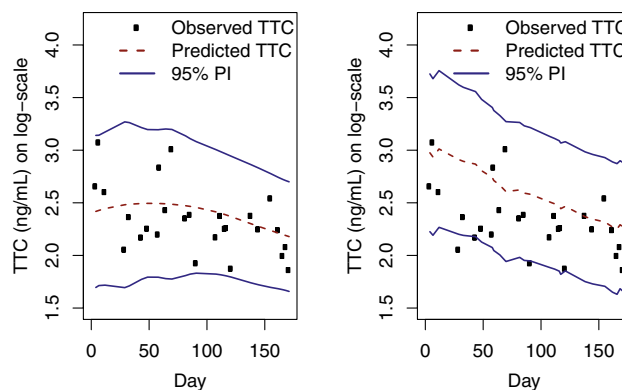 Observed TTC
Predicted TTC
95% PI
TTC (ng/mL) on log−scale
4.0
3.5
3.0
2.5
2.0
1.5
0
50
100
150
Day
Observed TTC
Predicted TTC
95% PI
TTC (ng/mL) on log−scale
4.0
3.5
3.0
2.5
2.0
1.5
0
50
100
150
Day